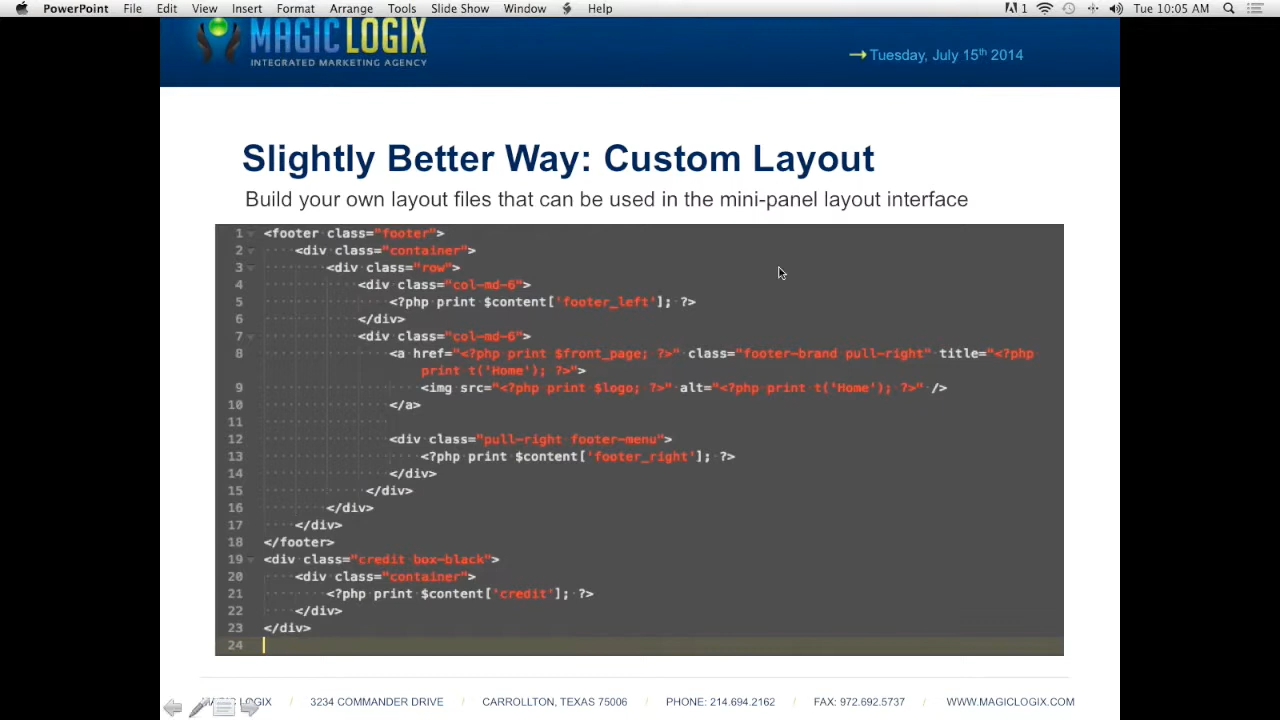 PowerPoint File Edit View Insert Format Arrange Tools Slide Show Window Help 1 Tue 10:05 AM
MAGIC LOGIX
INTEGRATED MARKETING AGENCY
Tuesday, July 15th 2014
Slightly Better Way: Custom Layout
Build your own layout files that can be used in the mini-panel layout interface
1 <footer class="footer">
2 <div class="container">
3 <div class="row">
4 <div class="col-md-6">
5 <?php print $content['footer_left']; ?>
6 </div>
7 <div class="col-md-6">
8 <a href="<?php print $front_page; ?>" class="footer-brand pull-right" title="<?php
print t('Home'); ?>">
9 <img src="<?php print $logo; ?>" alt="<?php print t('Home'); ?>" />
10 </a>
11
12 <div class="pull-right footer-menu">
13 <?php print $content['footer_right']; ?>
14 </div>
15 </div>
16 </div>
17 </div>
18 </footer>
19 <div class="credit box-black">
20 <div class="container">
21 <?php print $content['credit']; ?>
22 </div>
23 </div>
24
MAGIC LOGIX / 3234 COMMANDER DRIVE / CARROLLTON, TEXAS 75006 / PHONE: 214.694.2162 / FAX: 972.692.5737 / WWW.MAGICLOGIX.COM